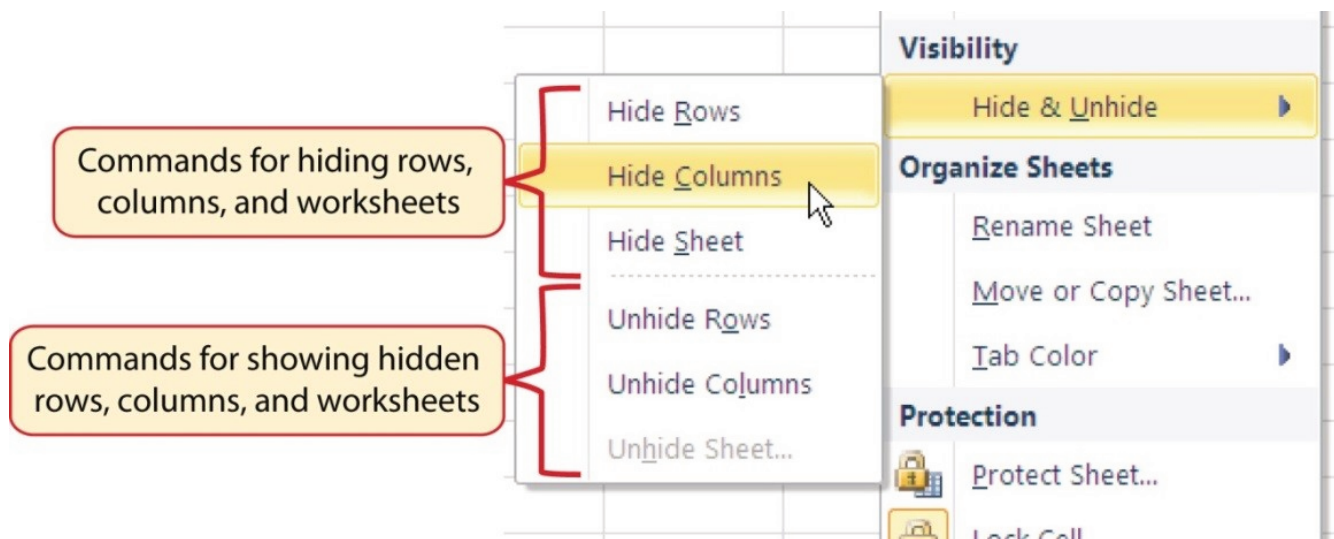 Visibility
Hide & Unhide
Organize Sheets
Rename Sheet
Move or Copy Sheet...
Tab Color
Protection
Protect Sheet...
Lock Cell
Hide Rows
Hide Columns
Hide Sheet
Unhide Rows
Unhide Columns
Unhide Sheet...
Commands for hiding rows,
columns, and worksheets
Commands for showing hidden
rows, columns, and worksheets